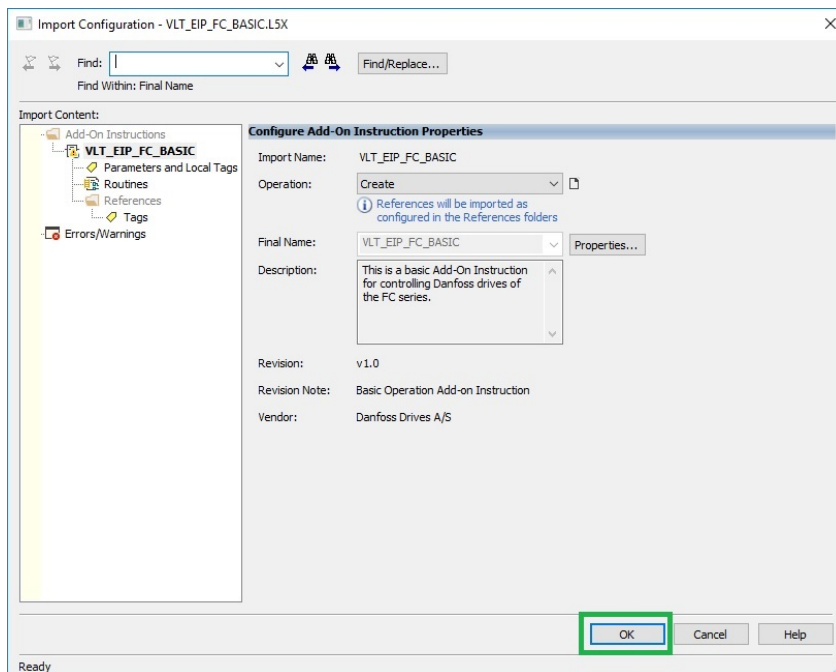 Import Configuration - VLT_EIP_FC_BASIC.L5X
Find:
Find/Replace...
Find Within: Final Name
Import Content:
Add-On Instructions
VLT_EIP_FC_BASIC
Parameters and Local Tags
Routines
References
Tags
Errors/Warnings
Configure Add-On Instruction Properties
Import Name: VLT_EIP_FC_BASIC
Operation: Create
References will be imported as
configured in the References folders
Final Name: VLT_EIP_FC_BASIC Properties...
Description: This is a basic Add-On Instruction
for controlling Danfoss drives of
the FC series.
Revision: v1.0
Revision Note: Basic Operation Add-on Instruction
Vendor: Danfoss Drives A/S
OK Cancel Help
Ready